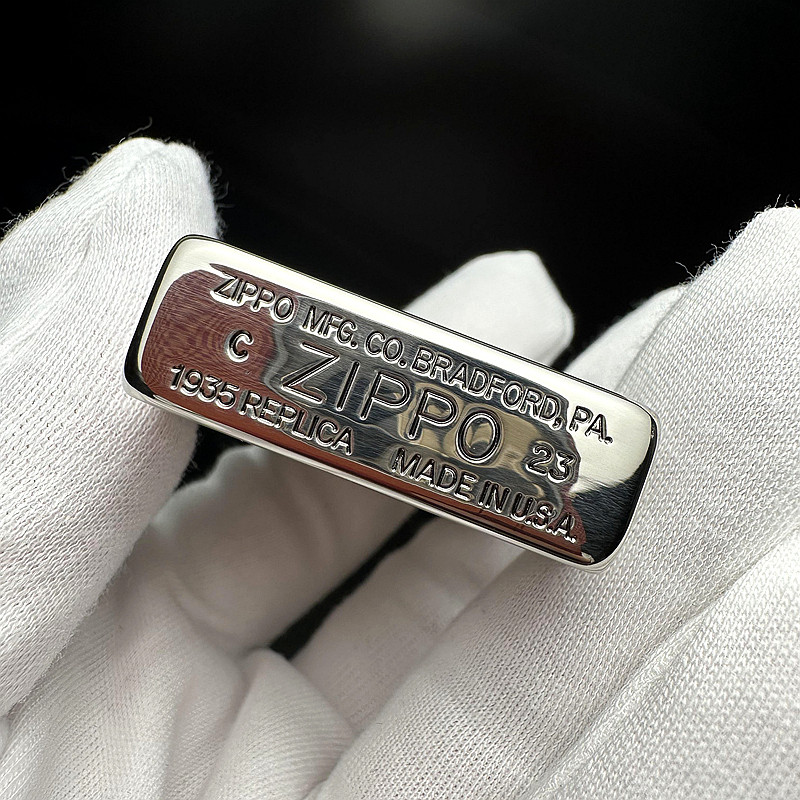 ZIPPO MFG. CO. BRADFORD, PA.
C ZIPPO 23
1935 REPLICA MADE IN U.S.A.